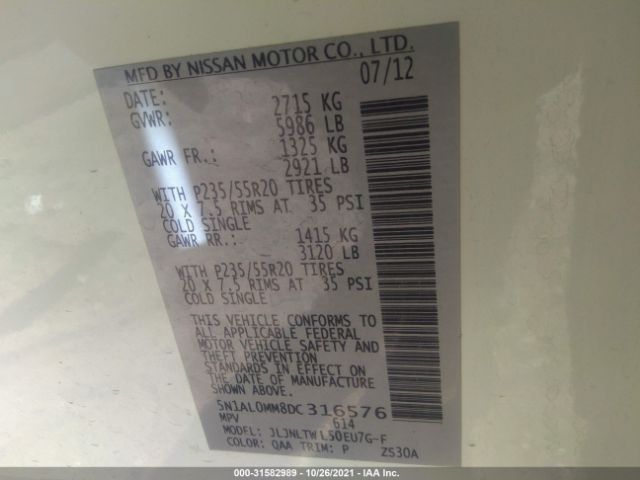 MFD BY NISSAN MOTOR CO., LTD.
DATE: 07/12
GVWR: 2715 KG
5986 LB
GAWR FR.: 1325 KG
2921 LB
WITH P235/55R20 TIRES
20 X 7.5 RIMS AT 35 PSI
COLD SINGLE
GAWR RR.: 1415 KG
3120 LB
WITH P235/55R20 TIRES
20 X 7.5 RIMS AT 35 PSI
COLD SINGLE
THIS VEHICLE CONFORMS TO
ALL APPLICABLE FEDERAL
MOTOR VEHICLE SAFETY AND
THEFT PREVENTION
STANDARDS IN EFFECT ON
THE DATE OF MANUFACTURE
SHOWN ABOVE.
5N1AL0MM8DC316576
MPV 614
MODEL: JLJNLTWL50EU7G-F
COLOR: QAA TRIM: P ZS30A
000-31582989 - 10/26/2021 - IAA Inc.